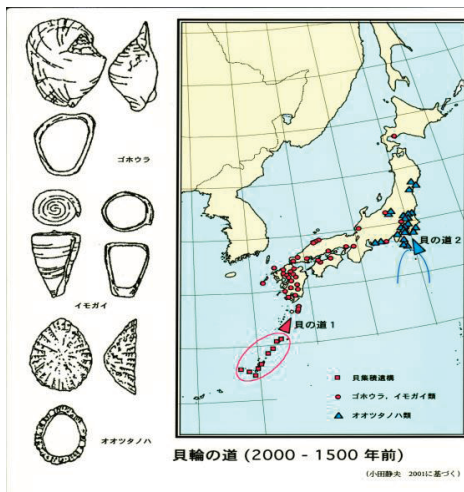 ゴホウラ
イモガイ
オオツタノハ
貝の道2
貝の道1
貝集積遺構
ゴホウラ，イモガイ類
オオツタノハ類
貝輪の道 (2000 - 1500 年前)
(小田静夫 2001に基づく)